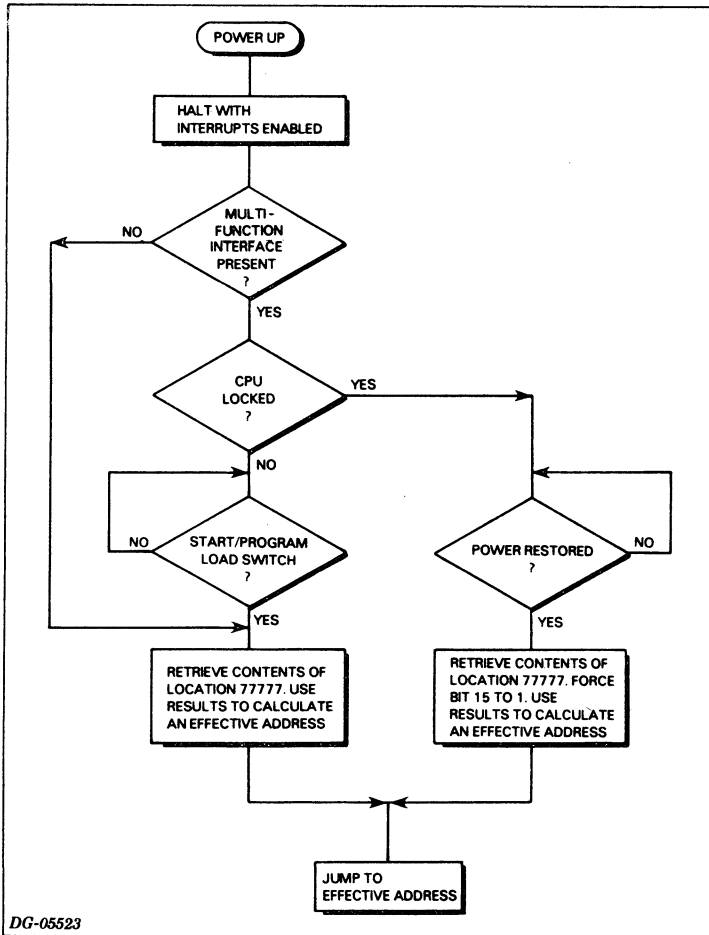 POWER UP
HALT WITH
INTERRUPTS ENABLED
MULTI-
FUNCTION
INTERFACE
PRESENT
?
NO
YES
CPU
LOCKED
?
YES
NO
START/PROGRAM
LOAD SWITCH
?
NO
YES
POWER RESTORED
?
NO
YES
RETRIEVE CONTENTS OF
LOCATION 77777. USE
RESULTS TO CALCULATE
AN EFFECTIVE ADDRESS
RETRIEVE CONTENTS OF
LOCATION 77777. FORCE
BIT 15 TO 1. USE
RESULTS TO CALCULATE
AN EFFECTIVE ADDRESS
JUMP TO
EFFECTIVE ADDRESS
DG-05523